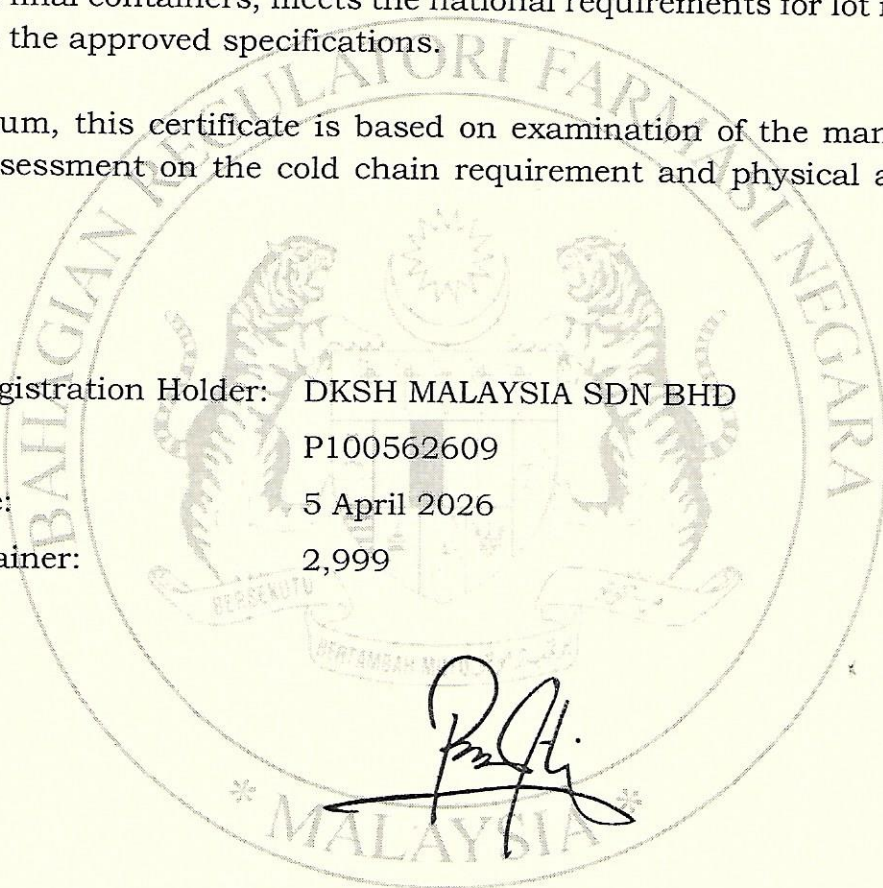 final containers, meets the national requirements for lot
the approved specifications.
um, this certificate is based on examination of the man
sessment on the cold chain requirement and physical a
gistration Holder: DKSH MALAYSIA SDN BHD
P100562609
e: 5 April 2026
ainer: 2,999
BAHAGIAN REGULATORI FARMASI NEGARA
BERSEKUTU
BERTAMBAH
* MALAYSIA *